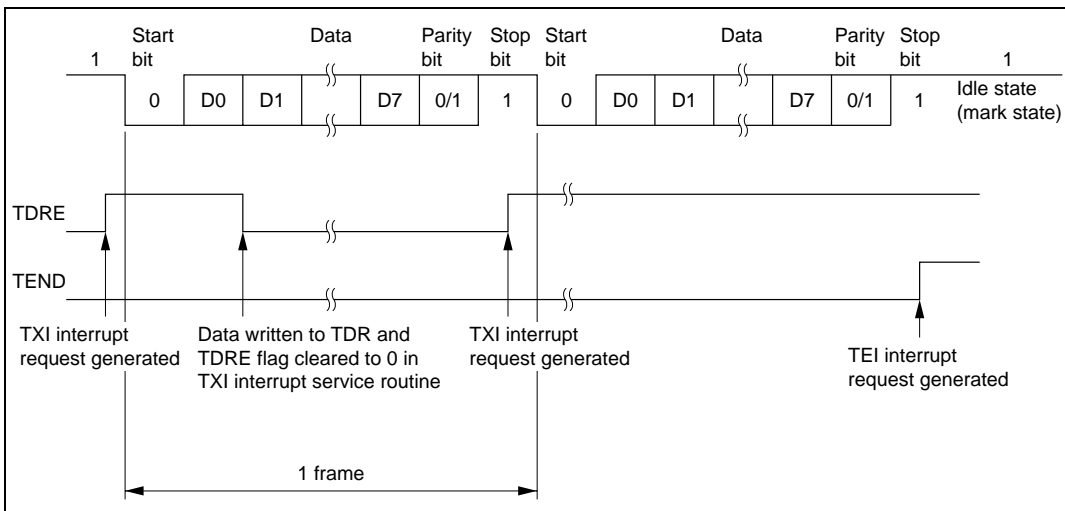 1
Start
bit
Data
Parity
bit
Stop
bit
Start
bit
Data
Parity
bit
Stop
bit
1
0
D0
D1
D7
0/1
1
0
D0
D1
D7
0/1
1
Idle state
(mark state)
TDRE
TEND
TXI interrupt
request generated
Data written to TDR and
TDRE flag cleared to 0 in
TXI interrupt service routine
TXI interrupt
request generated
TEI interrupt
request generated
1 frame